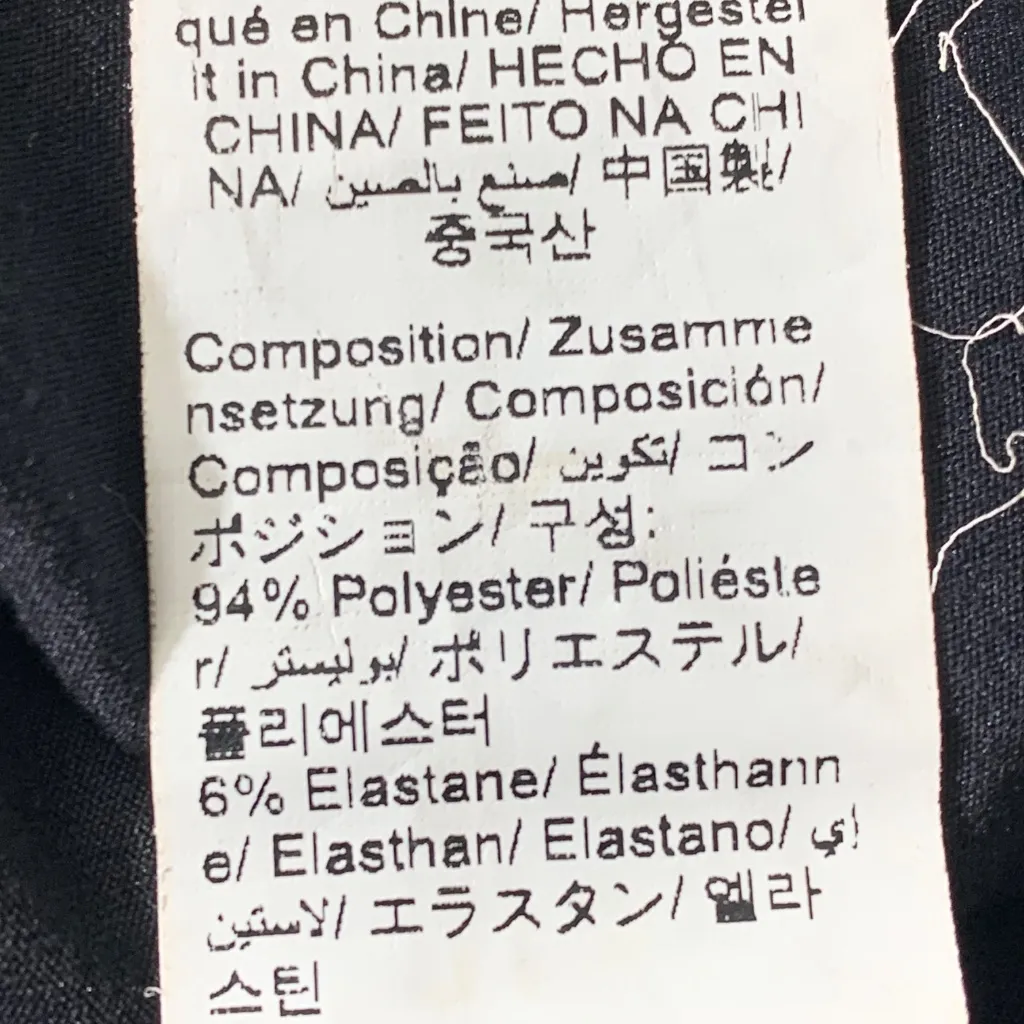 qué en Chine/ Hergestel
lt in China/ HECHO EN
CHINA/ FEITO NA CHI
NA/ صنع بالصين/ 中国製/
중국산
Composition/ Zusamme
nsetzung/ Composición/
Composição/ تكوين/ コン
ポジション/ 구성:
94% Polyester/ Poliéste
r/ بوليستر/ ポリエステル/
폴리에스터
6% Elastane/ Élasthann
e/ Elasthan/ Elastano/ إي
لاستين/ エラスタン/ 엘라
스틴